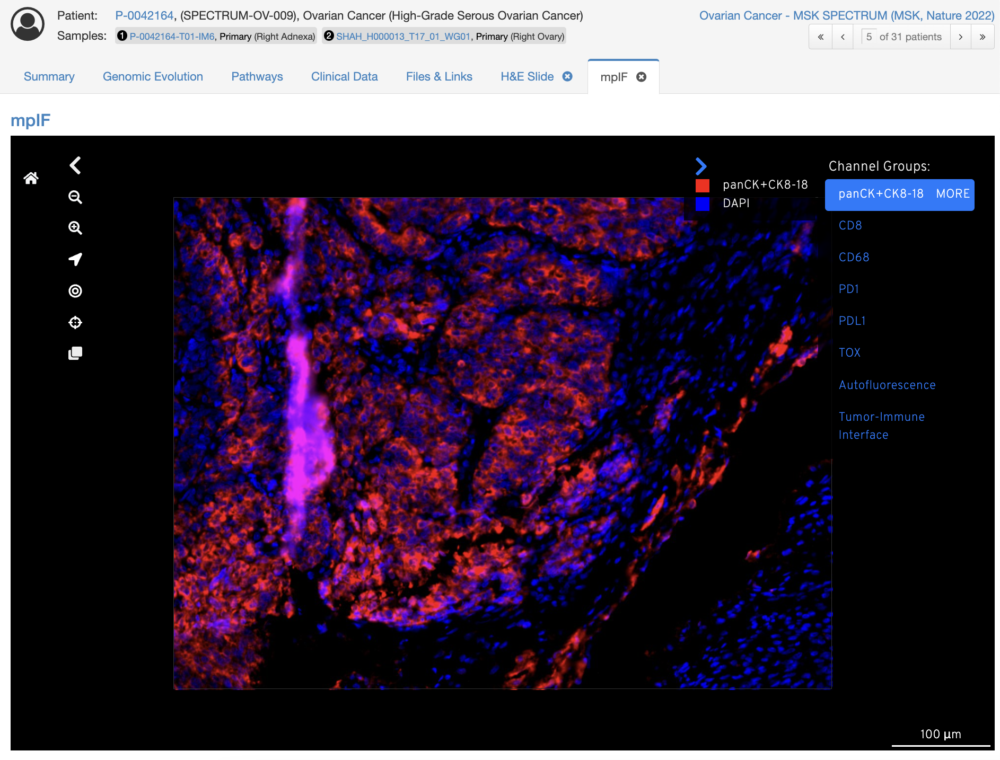 Patient: P-0042164, (SPECTRUM-OV-009), Ovarian Cancer (High-Grade Serous Ovarian Cancer)
Ovarian Cancer - MSK SPECTRUM (MSK, Nature 2022)
Samples: 1 P-0042164-T01-IM6, Primary (Right Adnexa) 2 SHAH_H000013_T17_01_WG01, Primary (Right Ovary)
« ‹ 5 of 31 patients › »
Summary Genomic Evolution Pathways Clinical Data Files & Links H&E Slide mpIF
mpIF
panCK+CK8-18
DAPI
Channel Groups:
panCK+CK8-18 MORE
CD8
CD68
PD1
PDL1
TOX
Autofluorescence
Tumor-Immune
Interface
100 µm